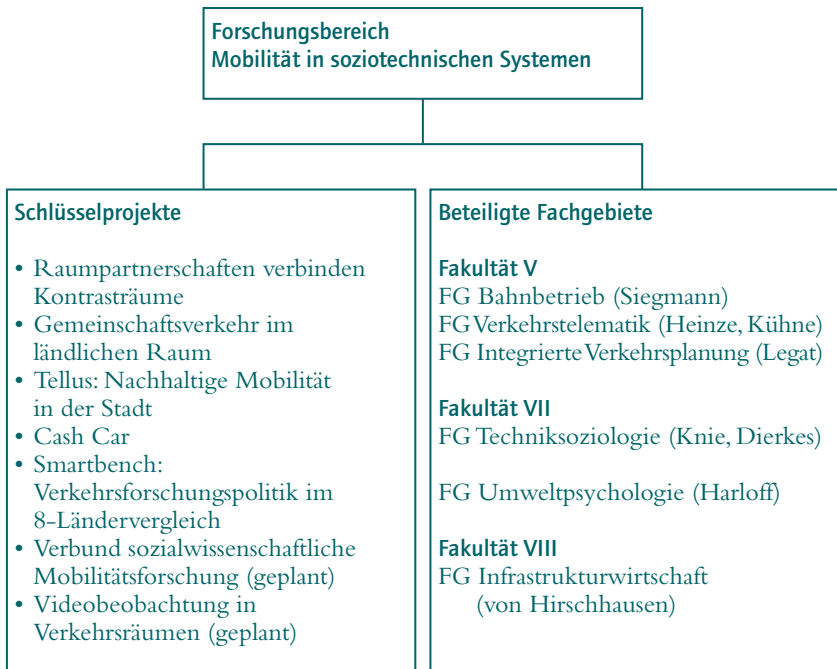 Forschungsbereich
Mobilität in soziotechnischen Systemen
Schlüsselprojekte
• Raumpartnerschaften verbinden
Kontrasträume
• Gemeinschaftsverkehr im
ländlichen Raum
• Tellus: Nachhaltige Mobilität
in der Stadt
• Cash Car
• Smartbench:
Verkehrsforschungspolitik im
8-Ländervergleich
• Verbund sozialwissenschaftliche
Mobilitätsforschung (geplant)
• Videobeobachtung in
Verkehrsräumen (geplant)
Beteiligte Fachgebiete
Fakultät V
FG Bahnbetrieb (Siegmann)
FG Verkehrstelematik (Heinze, Kühne)
FG Integrierte Verkehrsplanung (Legat)
Fakultät VII
FG Techniksoziologie (Knie, Dierkes)
FG Umweltpsychologie (Harloff)
Fakultät VIII
FG Infrastrukturwirtschaft
(von Hirschhausen)